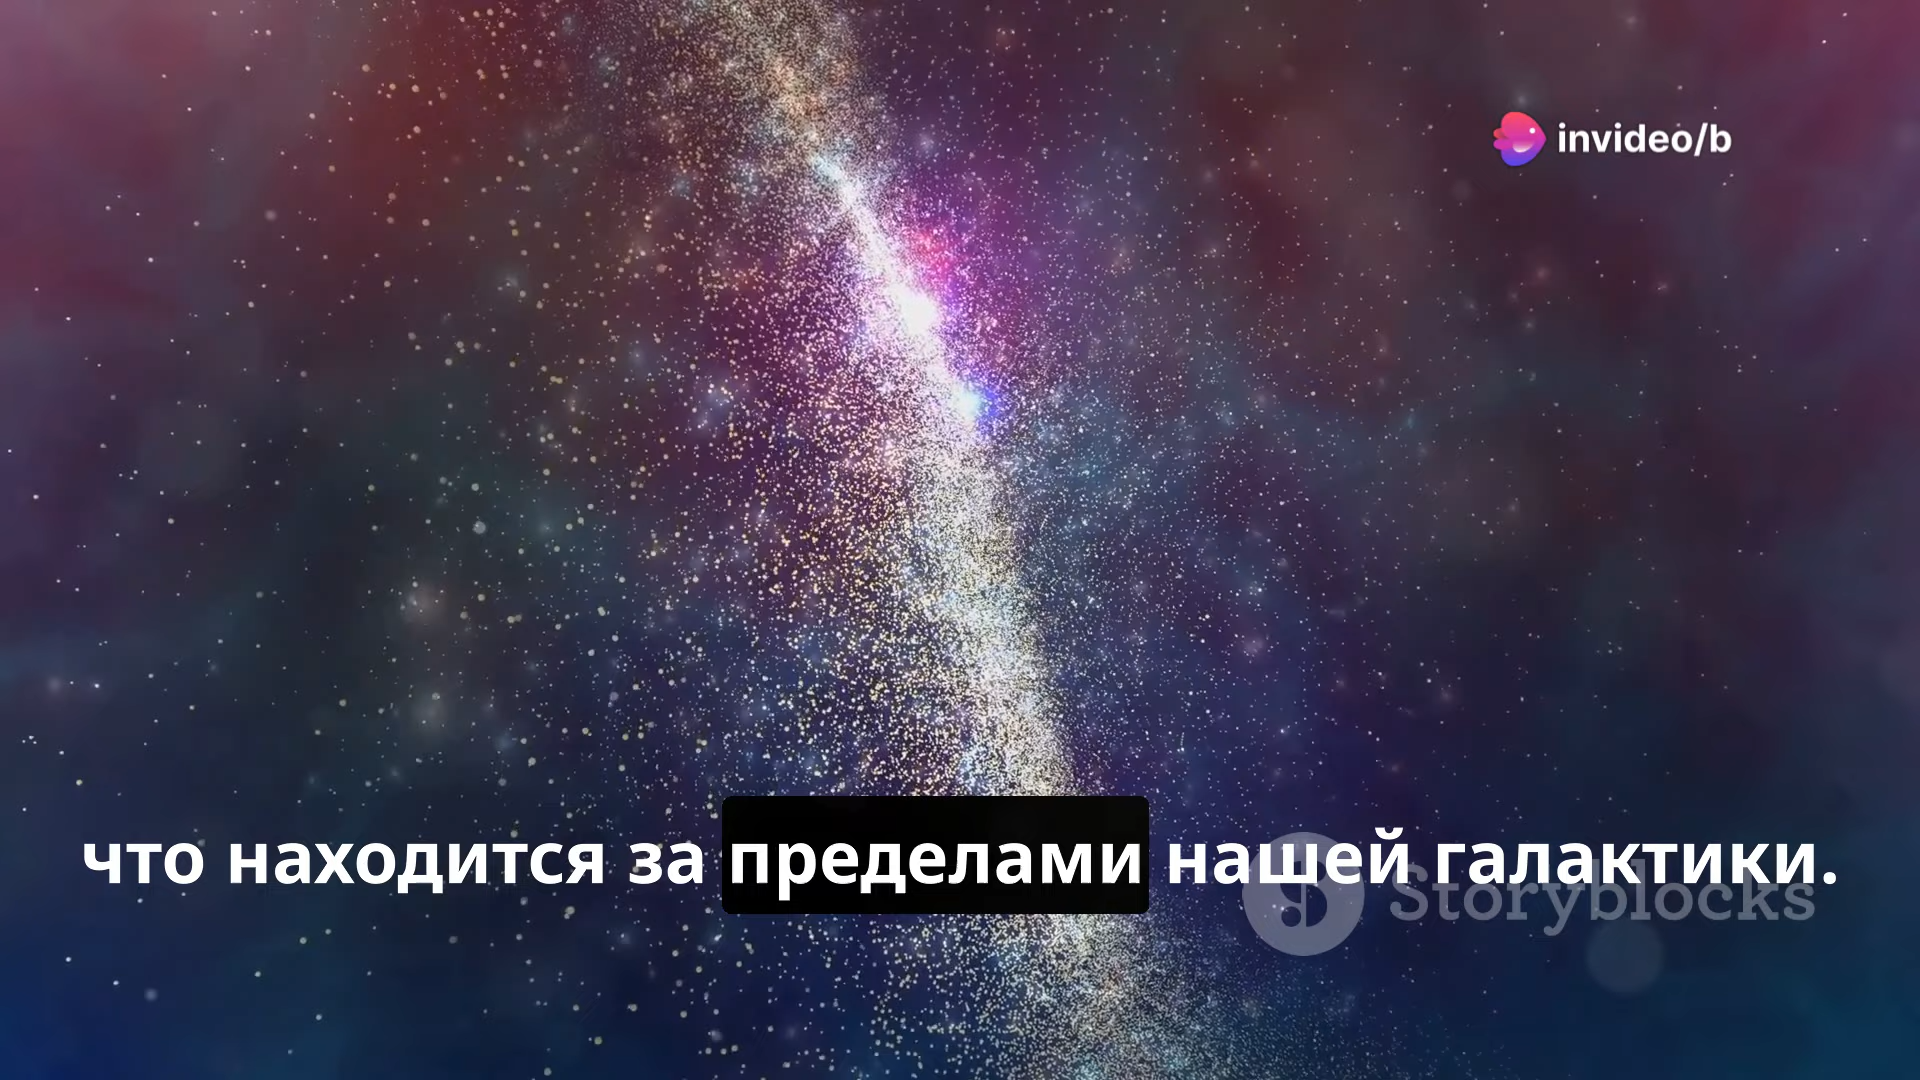 invideo/b
что находится за пределами нашей галактики.
Storyblocks